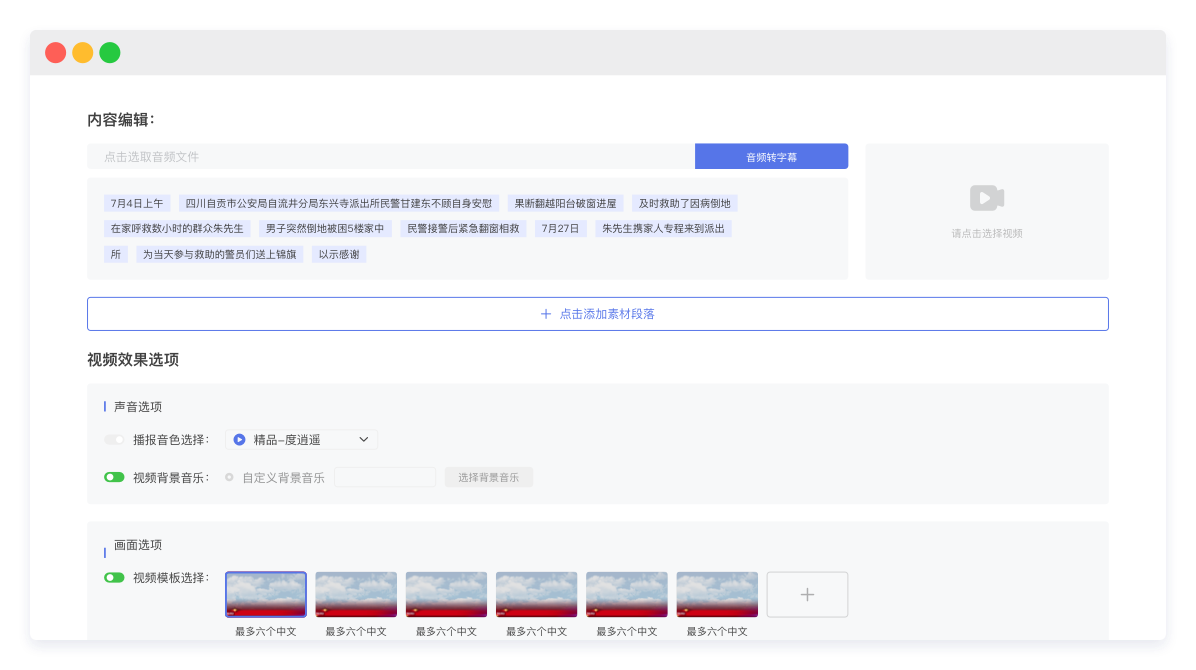 内容编辑：
点击选取音频文件
音频转字幕
7月4日上午 四川自贡市公安局自流井分局东兴寺派出所民警甘建东不顾自身安慰 果断翻越阳台破窗进屋 及时救助了因病倒地
在家呼救数小时的群众朱先生 男子突然倒地被困5楼家中 民警接警后紧急翻窗相救 7月27日 朱先生携家人专程来到派出
所 为当天参与救助的警员们送上锦旗 以示感谢
请点击选择视频
＋ 点击添加素材段落
视频效果选项
声音选项
播报音色选择： 精品-度逍遥
视频背景音乐： 自定义背景音乐 选择背景音乐
画面选项
视频模板选择：
最多六个中文 最多六个中文 最多六个中文 最多六个中文 最多六个中文 最多六个中文